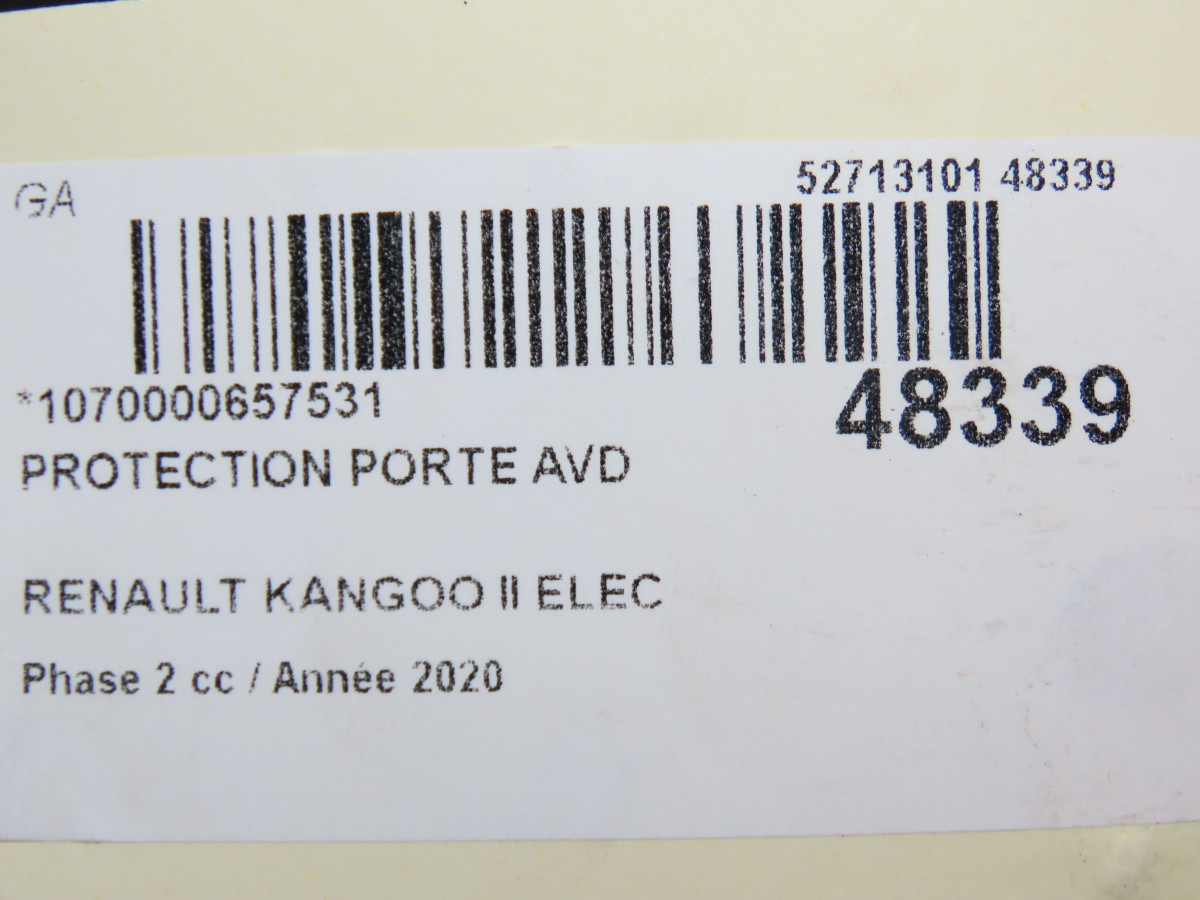 GA
52713101 48339
*1070000657531
48339
PROTECTION PORTE AVD
RENAULT KANGOO II ELEC
Phase 2 cc / Année 2020